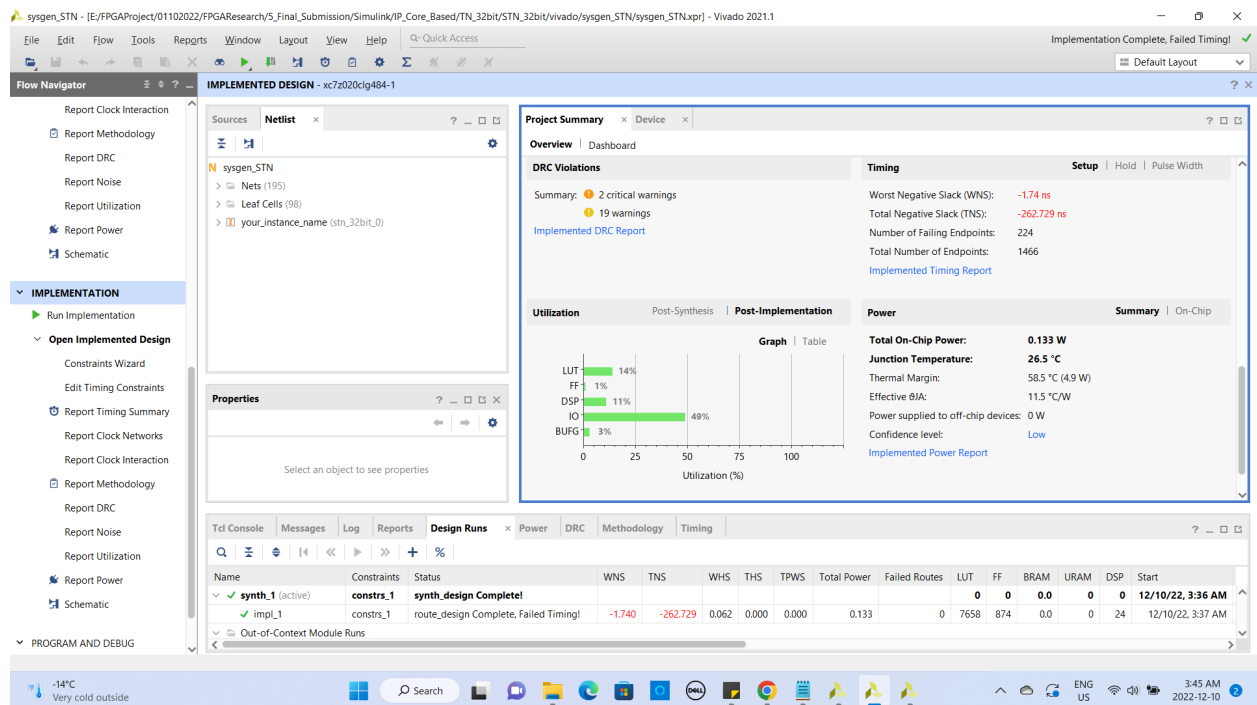 sysgen_STN - [E:/FPGAProject/01102022/FPGAResearch/5_Final_Submission/Simulink/IP_Core_Based/TN_32bit/STN_32bit/vivado/sysgen_STN/sysgen_STN.xpr] - Vivado 2021.1
File Edit Flow Tools Reports Window Layout View Help Q- Quick Access Implementation Complete, Failed Timing!
Default Layout
Flow Navigator
IMPLEMENTED DESIGN - xc7z020clg484-1
Report Clock Interaction
Report Methodology
Report DRC
Report Noise
Report Utilization
Report Power
Schematic
IMPLEMENTATION
Run Implementation
Open Implemented Design
Constraints Wizard
Edit Timing Constraints
Report Timing Summary
Report Clock Networks
Report Clock Interaction
Report Methodology
Report DRC
Report Noise
Report Utilization
Report Power
Schematic
PROGRAM AND DEBUG
Sources Netlist
N sysgen_STN
Nets (195)
Leaf Cells (98)
your_instance_name (stn_32bit_0)
Properties
Select an object to see properties
Project Summary Device
Overview Dashboard
DRC Violations
Summary: 2 critical warnings
19 warnings
Implemented DRC Report
Timing Setup Hold Pulse Width
Worst Negative Slack (WNS): -1.74 ns
Total Negative Slack (TNS): -262.729 ns
Number of Failing Endpoints: 224
Total Number of Endpoints: 1466
Implemented Timing Report
Utilization Post-Synthesis Post-Implementation
Graph Table
LUT 14%
FF 1%
DSP 11%
IO 49%
BUFG 3%
0 25 50 75 100
Utilization (%)
Power Summary On-Chip
Total On-Chip Power: 0.133 W
Junction Temperature: 26.5 °C
Thermal Margin: 58.5 °C (4.9 W)
Effective ϑJA: 11.5 °C/W
Power supplied to off-chip devices: 0 W
Confidence level: Low
Implemented Power Report
Tcl Console Messages Log Reports Design Runs Power DRC Methodology Timing
Name Constraints Status WNS TNS WHS THS TPWS Total Power Failed Routes LUT FF BRAM URAM DSP Start
synth_1 (active) constrs_1 synth_design Complete! 0 0 0.0 0 0 12/10/22, 3:36 AM
impl_1 constrs_1 route_design Complete, Failed Timing! -1.740 -262.729 0.062 0.000 0.000 0.133 0 7658 874 0.0 0 24 12/10/22, 3:37 AM
Out-of-Context Module Runs
-14°C
Very cold outside
Search
DELL
ENG
US
3:45 AM
2022-12-10
2